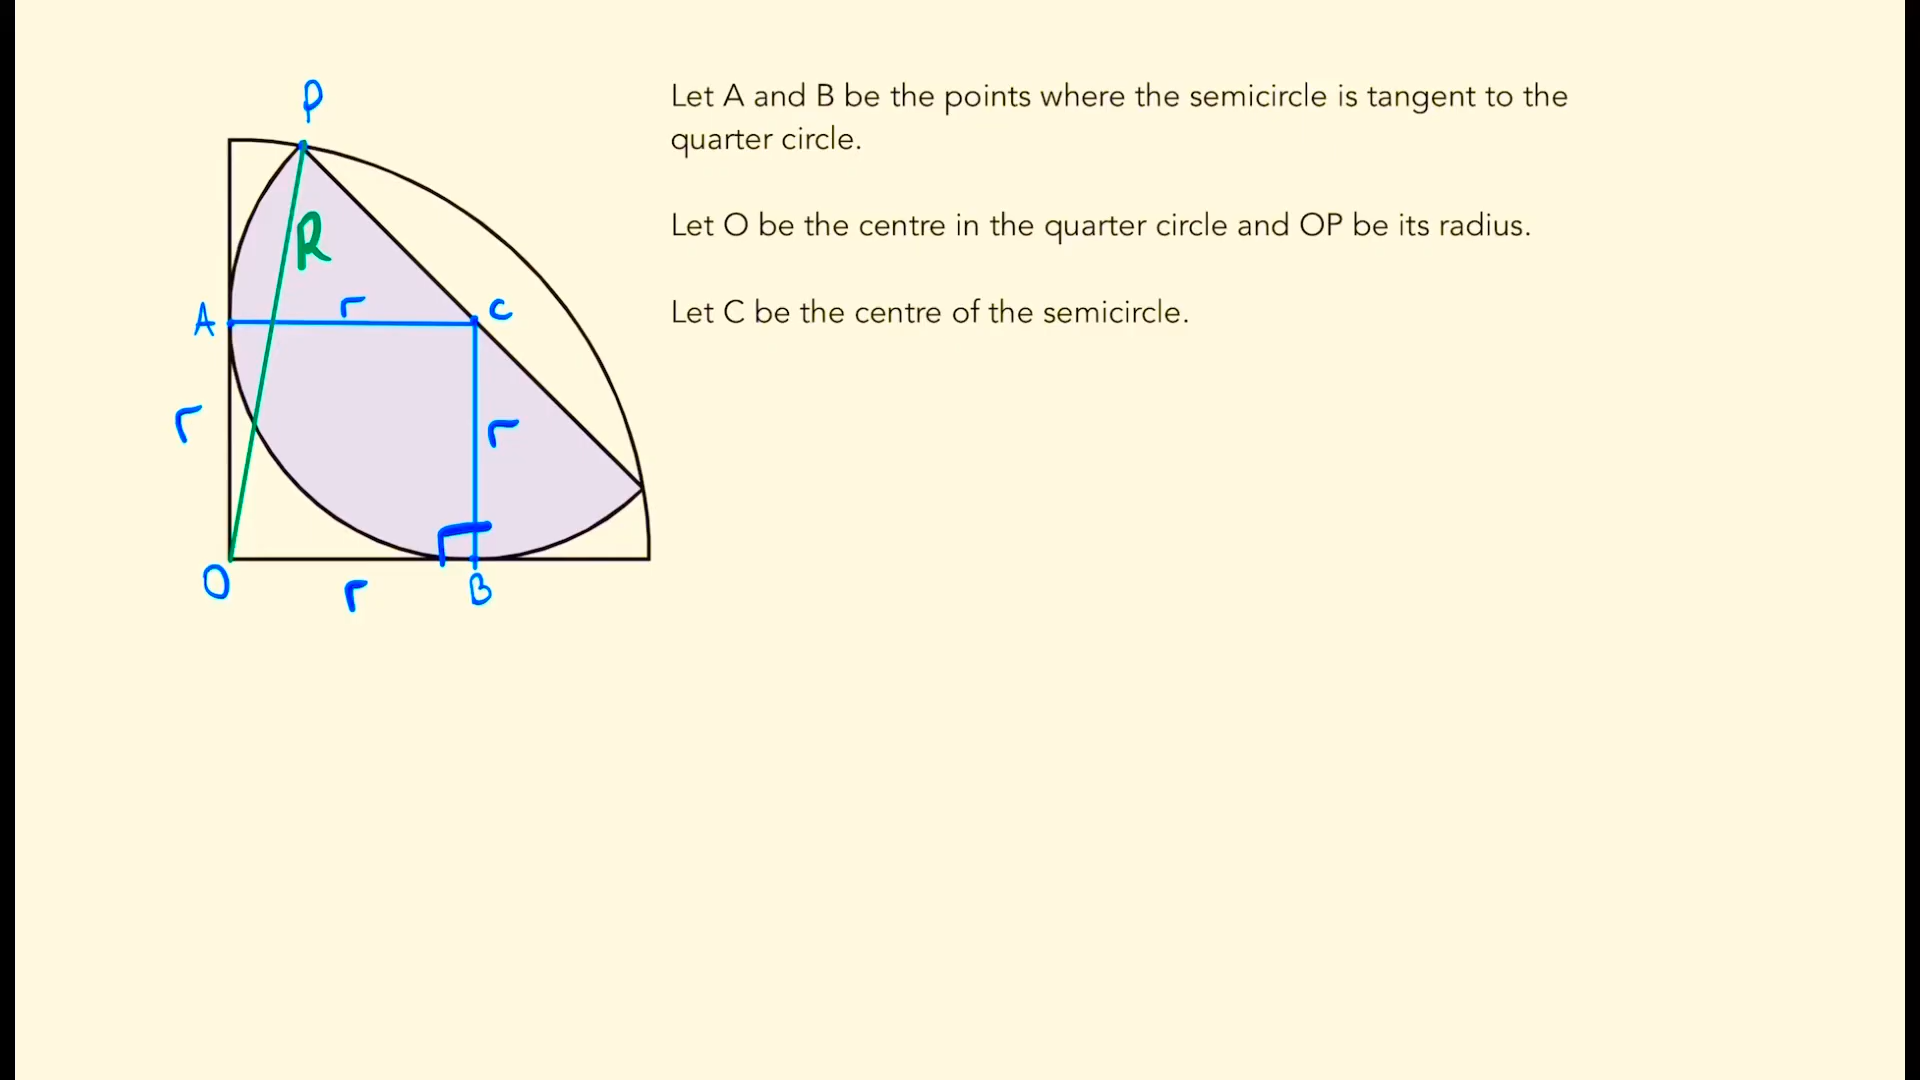 P
Let A and B be the points where the semicircle is tangent to the
quarter circle.
Let O be the centre in the quarter circle and OP be its radius.
R
r
C
Let C be the centre of the semicircle.
A
r
r
O
r
B